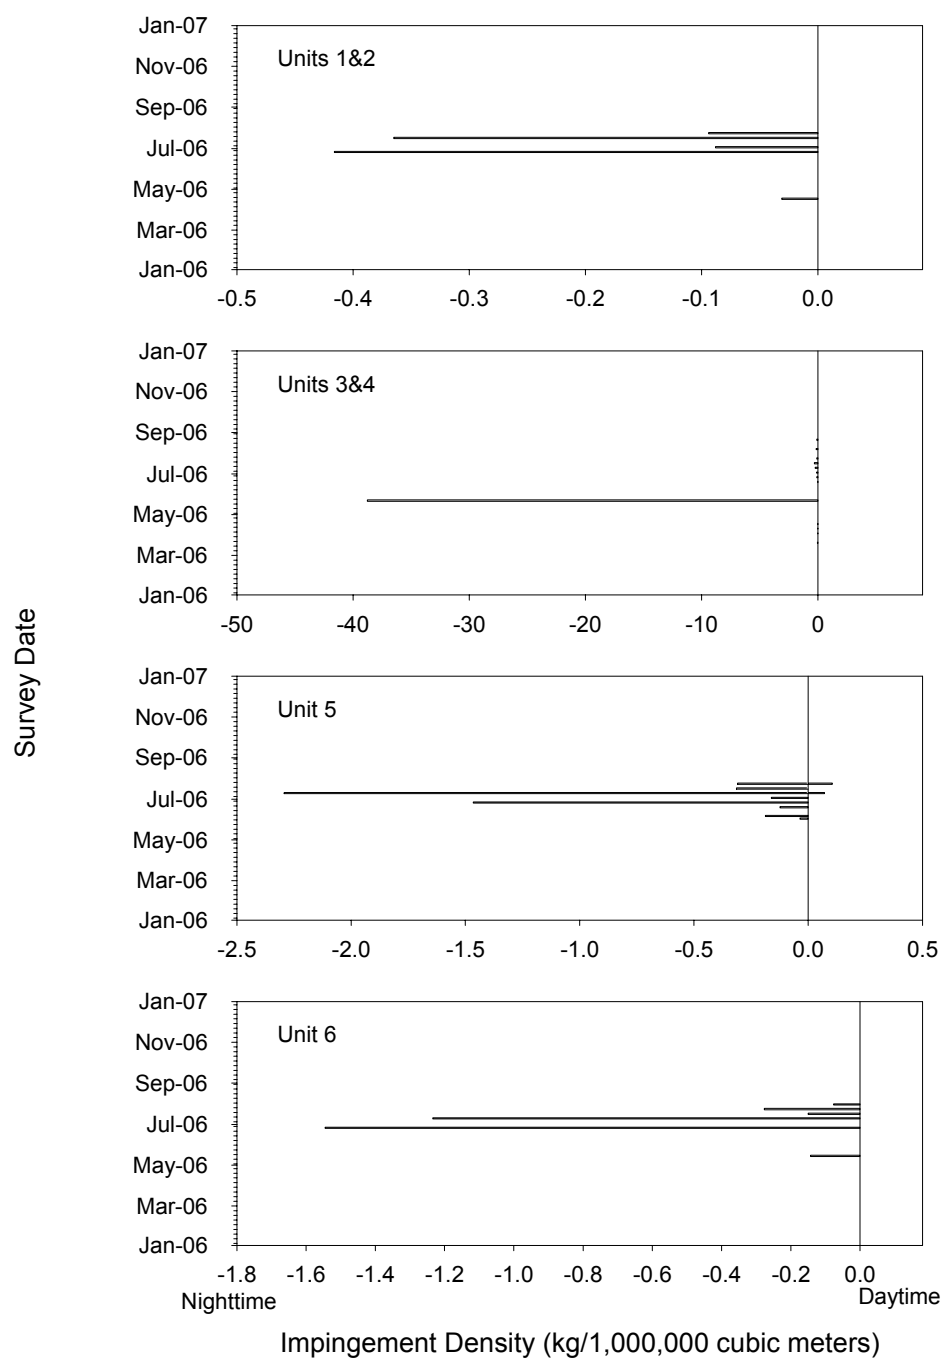 Jan-07
Units 1&2
Nov-06
Sep-06
Jul-06
May-06
Mar-06
Jan-06
-0.5 -0.4 -0.3 -0.2 -0.1 0.0
Jan-07
Units 3&4
Nov-06
Sep-06
Jul-06
May-06
Mar-06
Jan-06
-50 -40 -30 -20 -10 0
Survey Date
Jan-07
Unit 5
Nov-06
Sep-06
Jul-06
May-06
Mar-06
Jan-06
-2.5 -2.0 -1.5 -1.0 -0.5 0.0 0.5
Jan-07
Unit 6
Nov-06
Sep-06
Jul-06
May-06
Mar-06
Jan-06
-1.8 -1.6 -1.4 -1.2 -1.0 -0.8 -0.6 -0.4 -0.2 0.0
Nighttime Daytime
Impingement Density (kg/1,000,000 cubic meters)